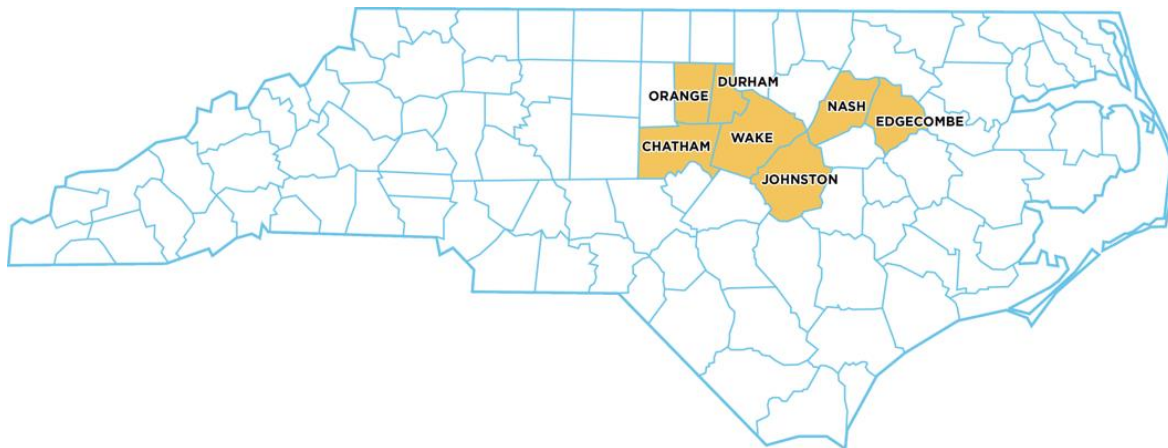 DURHAM
ORANGE
NASH
EDGECOMBE
WAKE
CHATHAM
JOHNSTON